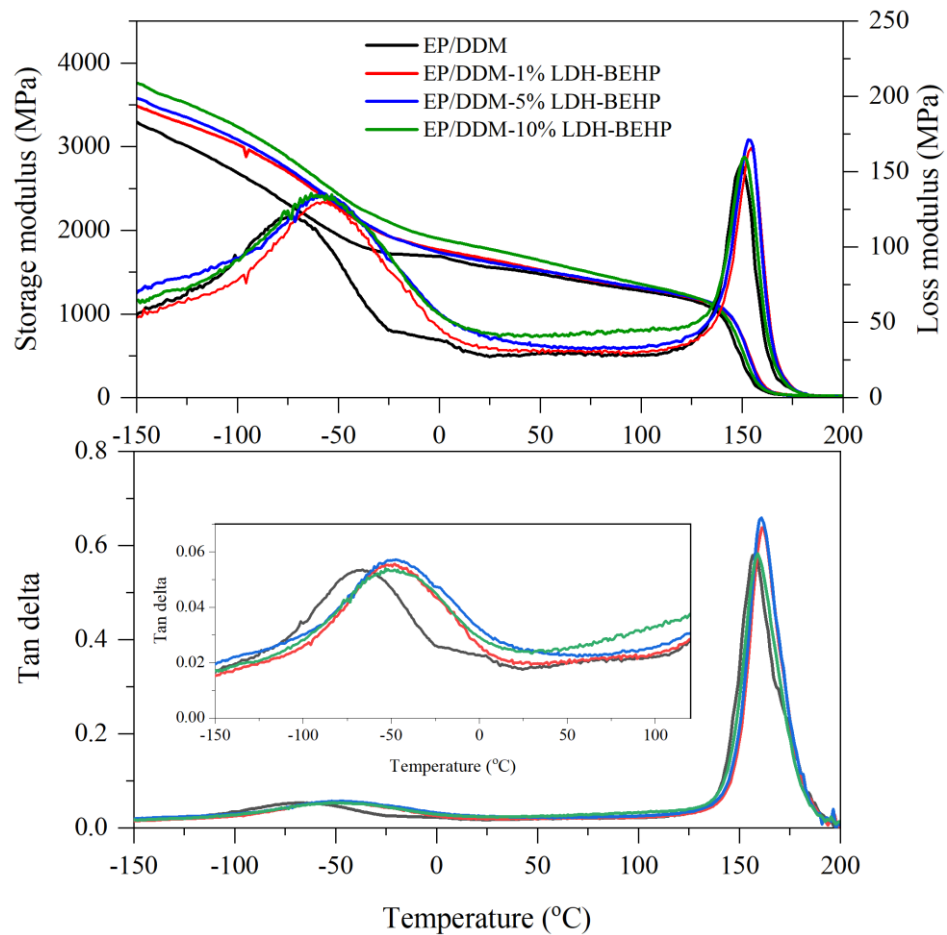 Storage modulus (MPa)
4000
3000
2000
1000
0
EP/DDM
EP/DDM-1% LDH-BEHP
EP/DDM-5% LDH-BEHP
EP/DDM-10% LDH-BEHP
250
200
150
100
50
0
Loss modulus (MPa)
-150 -100 -50 0 50 100 150 200
Tan delta
0.8
0.6
0.4
0.2
0.0
Tan delta
0.06
0.04
0.02
0.00
-150 -100 -50 0 50 100
Temperature (°C)
-150 -100 -50 0 50 100 150 200
Temperature (°C)